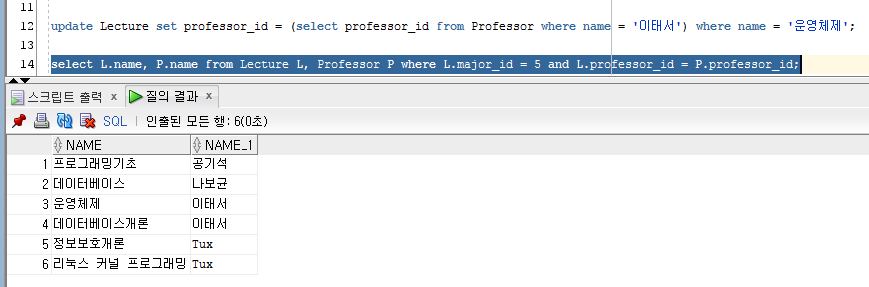 11
12 update Lecture set professor_id = (select professor_id from Professor where name = '이태서') where name = '운영체제';
13
14 select L.name, P.name from Lecture L, Professor P where L.major_id = 5 and L.professor_id = P.professor_id;
스크립트 출력 x 질의 결과 x
SQL | 인출된 모든 행: 6(0초)
NAME NAME_1
1 프로그래밍기초 공기석
2 데이터베이스 나보균
3 운영체제 이태서
4 데이터베이스개론 이태서
5 정보보호개론 Tux
6 리눅스 커널 프로그래밍 Tux